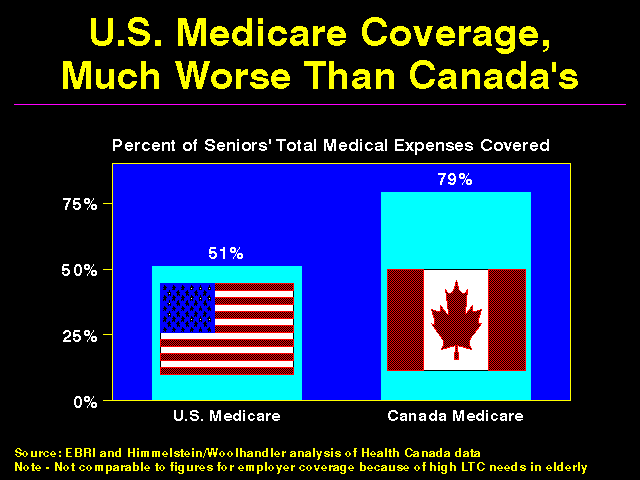 U.S. Medicare Coverage,
Much Worse Than Canada's
Percent of Seniors' Total Medical Expenses Covered
79%
75%
51%
50%
25%
0%
U.S. Medicare
Canada Medicare
Source: EBRI and Himmelstein/Woolhandler analysis of Health Canada data
Note - Not comparable to figures for employer coverage because of high LTC needs in elderly